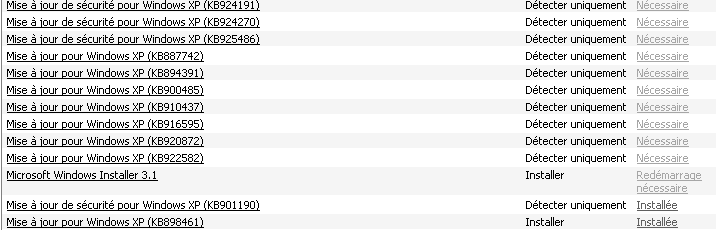 Mise à jour de sécurité pour Windows XP (KB924191) Détecter uniquement Nécessaire
Mise à jour de sécurité pour Windows XP (KB924270) Détecter uniquement Nécessaire
Mise à jour de sécurité pour Windows XP (KB925486) Détecter uniquement Nécessaire
Mise à jour pour Windows XP (KB887742) Détecter uniquement Nécessaire
Mise à jour pour Windows XP (KB894391) Détecter uniquement Nécessaire
Mise à jour pour Windows XP (KB900485) Détecter uniquement Nécessaire
Mise à jour pour Windows XP (KB910437) Détecter uniquement Nécessaire
Mise à jour pour Windows XP (KB916595) Détecter uniquement Nécessaire
Mise à jour pour Windows XP (KB920872) Détecter uniquement Nécessaire
Mise à jour pour Windows XP (KB922582) Détecter uniquement Nécessaire
Microsoft Windows Installer 3.1 Installer Redémarrage
nécessaire
Mise à jour de sécurité pour Windows XP (KB901190) Détecter uniquement Installée
Mise à jour pour Windows XP (KB898461) Installer Installée